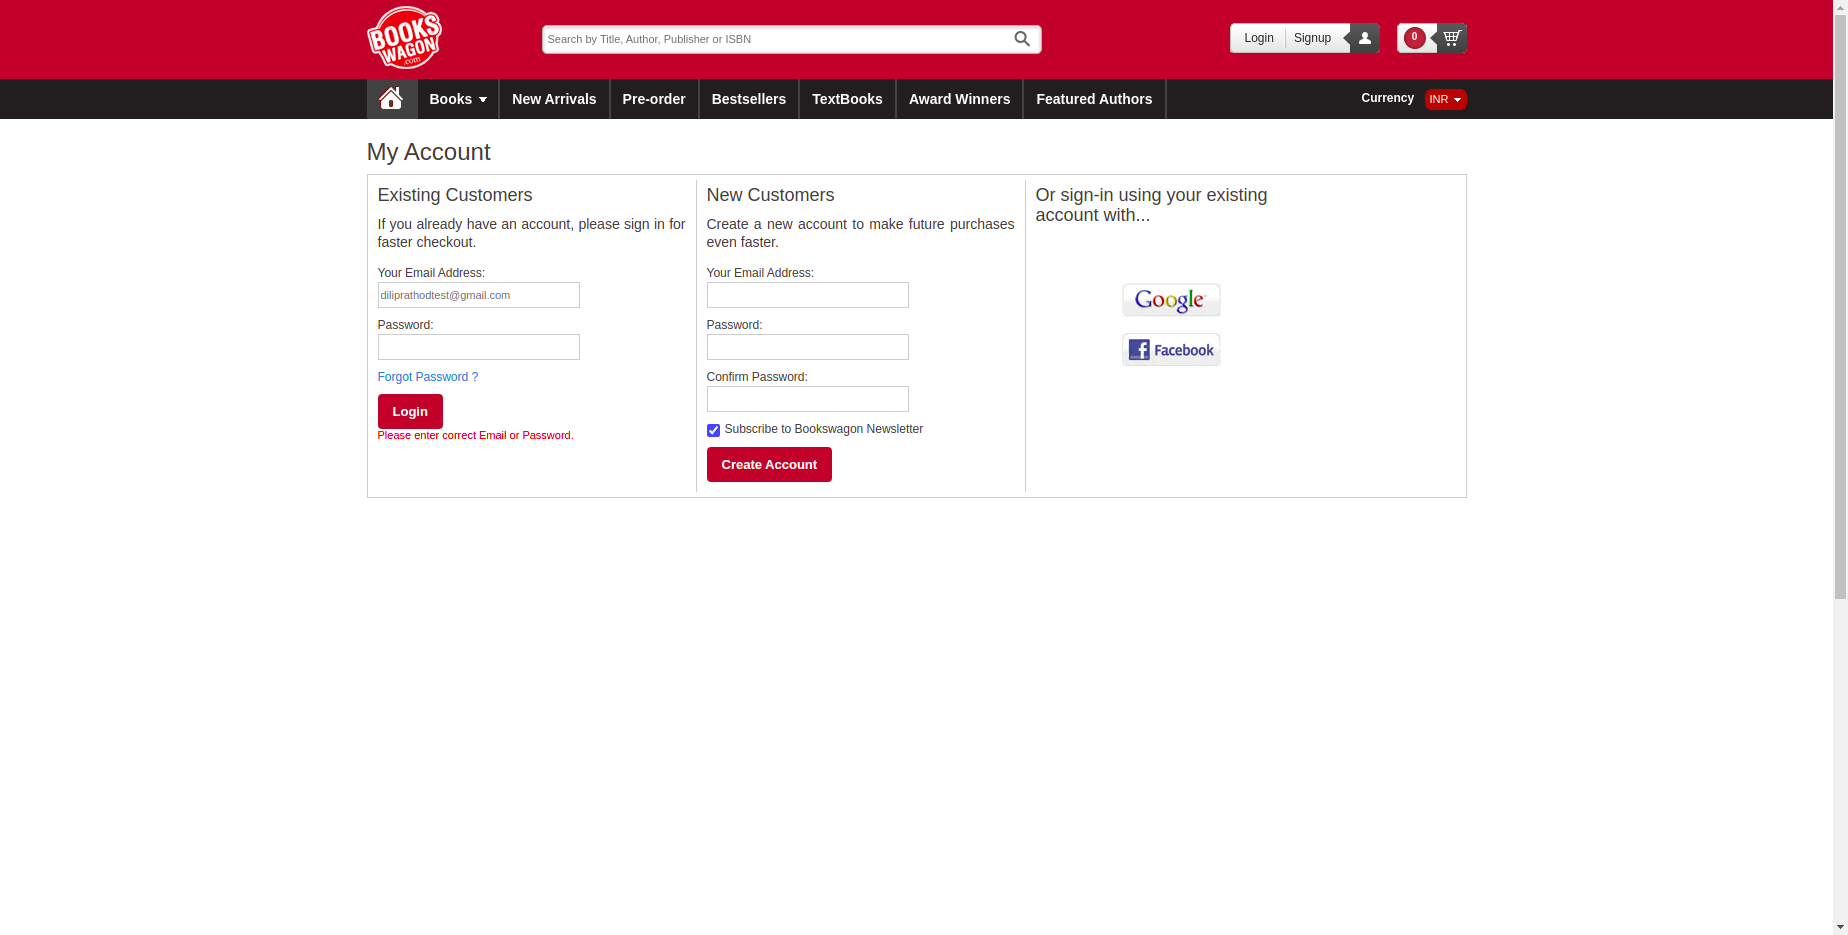 BOOKS
WAGON
.com
Search by Title, Author, Publisher or ISBN
Login
Signup
0
Books
New Arrivals
Pre-order
Bestsellers
TextBooks
Award Winners
Featured Authors
Currency
INR
My Account
Existing Customers
If you already have an account, please sign in for
faster checkout.
Your Email Address:
diliprathodtest@gmail.com
Password:
Forgot Password ?
Login
Please enter correct Email or Password.
New Customers
Create a new account to make future purchases
even faster.
Your Email Address:
Password:
Confirm Password:
Subscribe to Bookswagon Newsletter
Create Account
Or sign-in using your existing
account with...
Google
Facebook